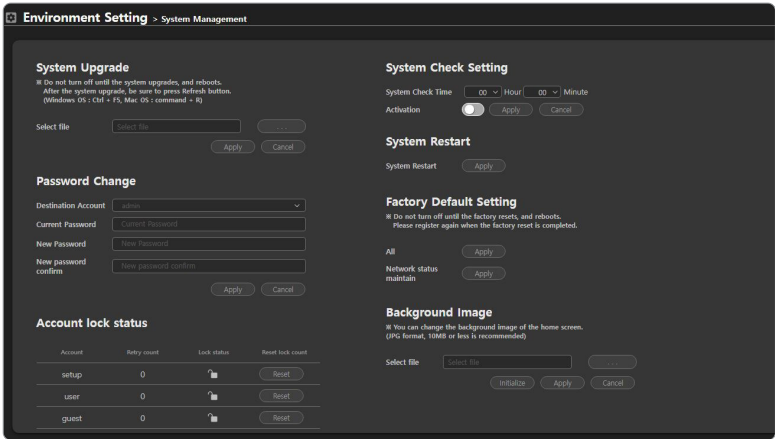 Environment Setting > System Management
System Upgrade
※ Do not turn off until the system upgrades, and reboots.
After the system upgrade, be sure to press Refresh button.
(Windows OS : Ctrl + F5, Mac OS : command + R)
Select file
Select file
. . .
Apply
Cancel
Password Change
Destination Account
admin
Current Password
Current Password
New Password
New Password
New password
confirm
New password confirm
Apply
Cancel
Account lock status
Account
Retry count
Lock status
Reset lock count
setup
0
Reset
user
0
Reset
guest
0
Reset
System Check Setting
System Check Time
00
Hour
00
Minute
Activation
Apply
Cancel
System Restart
System Restart
Apply
Factory Default Setting
※ Do not turn off until the factory resets, and reboots.
Please register again when the factory reset is completed.
All
Apply
Network status
maintain
Apply
Background Image
※ You can change the background image of the home screen.
(JPG format, 10MB or less is recommended)
Select file
Select file
. . .
Initialize
Apply
Cancel